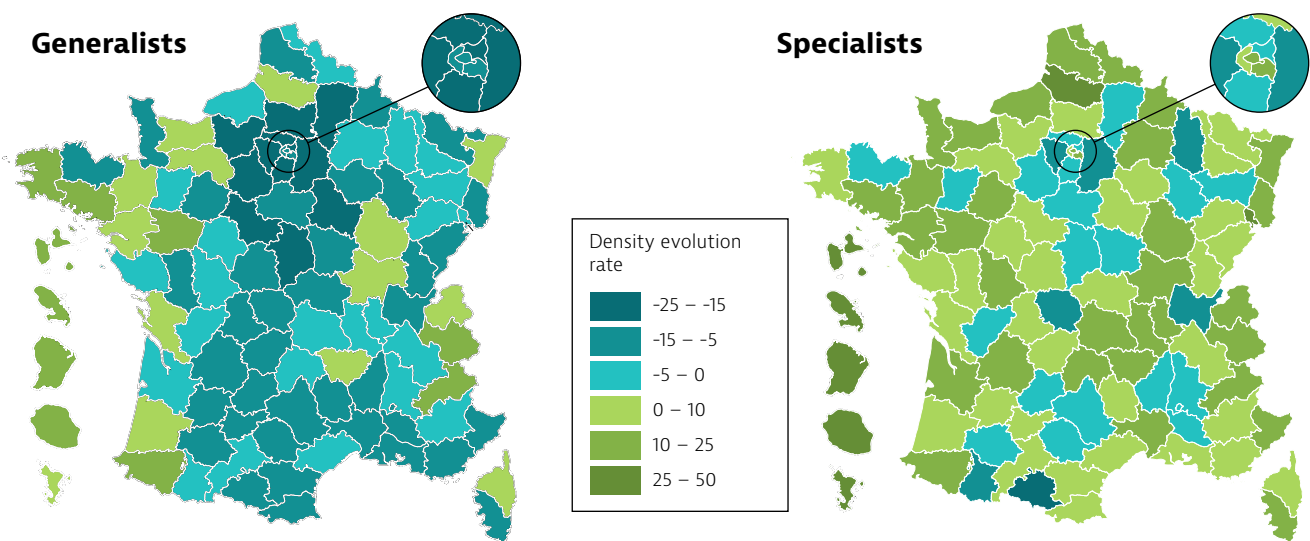 Generalists
Specialists
Density evolution
rate
-25 – -15
-15 – -5
-5 – 0
0 – 10
10 – 25
25 – 50